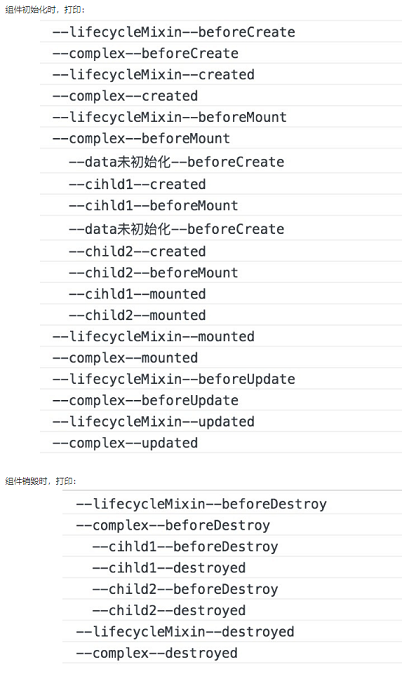 组件初始化时，打印：
--lifecycleMixin--beforeCreate
--complex--beforeCreate
--lifecycleMixin--created
--complex--created
--lifecycleMixin--beforeMount
--complex--beforeMount
--data未初始化--beforeCreate
--cihld1--created
--cihld1--beforeMount
--data未初始化--beforeCreate
--child2--created
--child2--beforeMount
--cihld1--mounted
--child2--mounted
--lifecycleMixin--mounted
--complex--mounted
--lifecycleMixin--beforeUpdate
--complex--beforeUpdate
--lifecycleMixin--updated
--complex--updated
组件销毁时，打印：
--lifecycleMixin--beforeDestroy
--complex--beforeDestroy
--cihld1--beforeDestroy
--cihld1--destroyed
--child2--beforeDestroy
--child2--destroyed
--lifecycleMixin--destroyed
--complex--destroyed